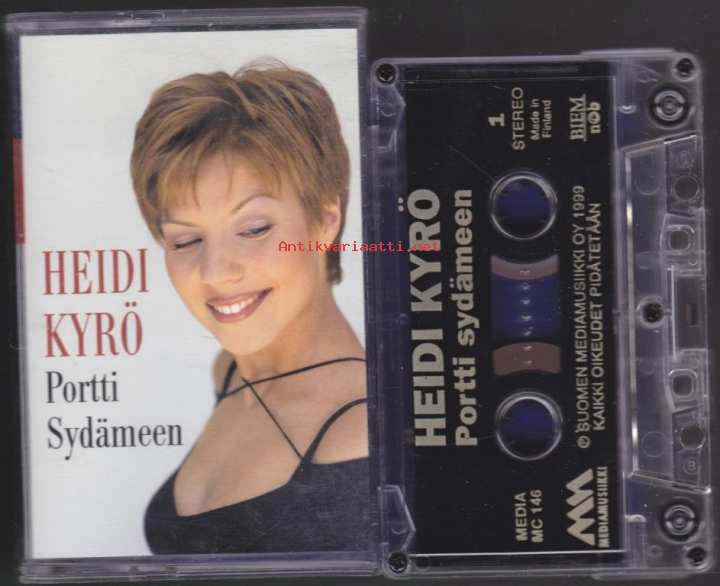 HEIDI
KYRÖ
Portti
Sydämeen
Antikvariaatti.net
1
STEREO
Made in
Finland
BIEM
n©b
HEIDI KYRÖ
Portti sydämeen
℗ SUOMEN MEDIAMUSIIKKI OY 1999
KAIKKI OIKEUDET PIDÄTETÄÄN
MEDIA
MC 146
MEDIAMUSIIKKI